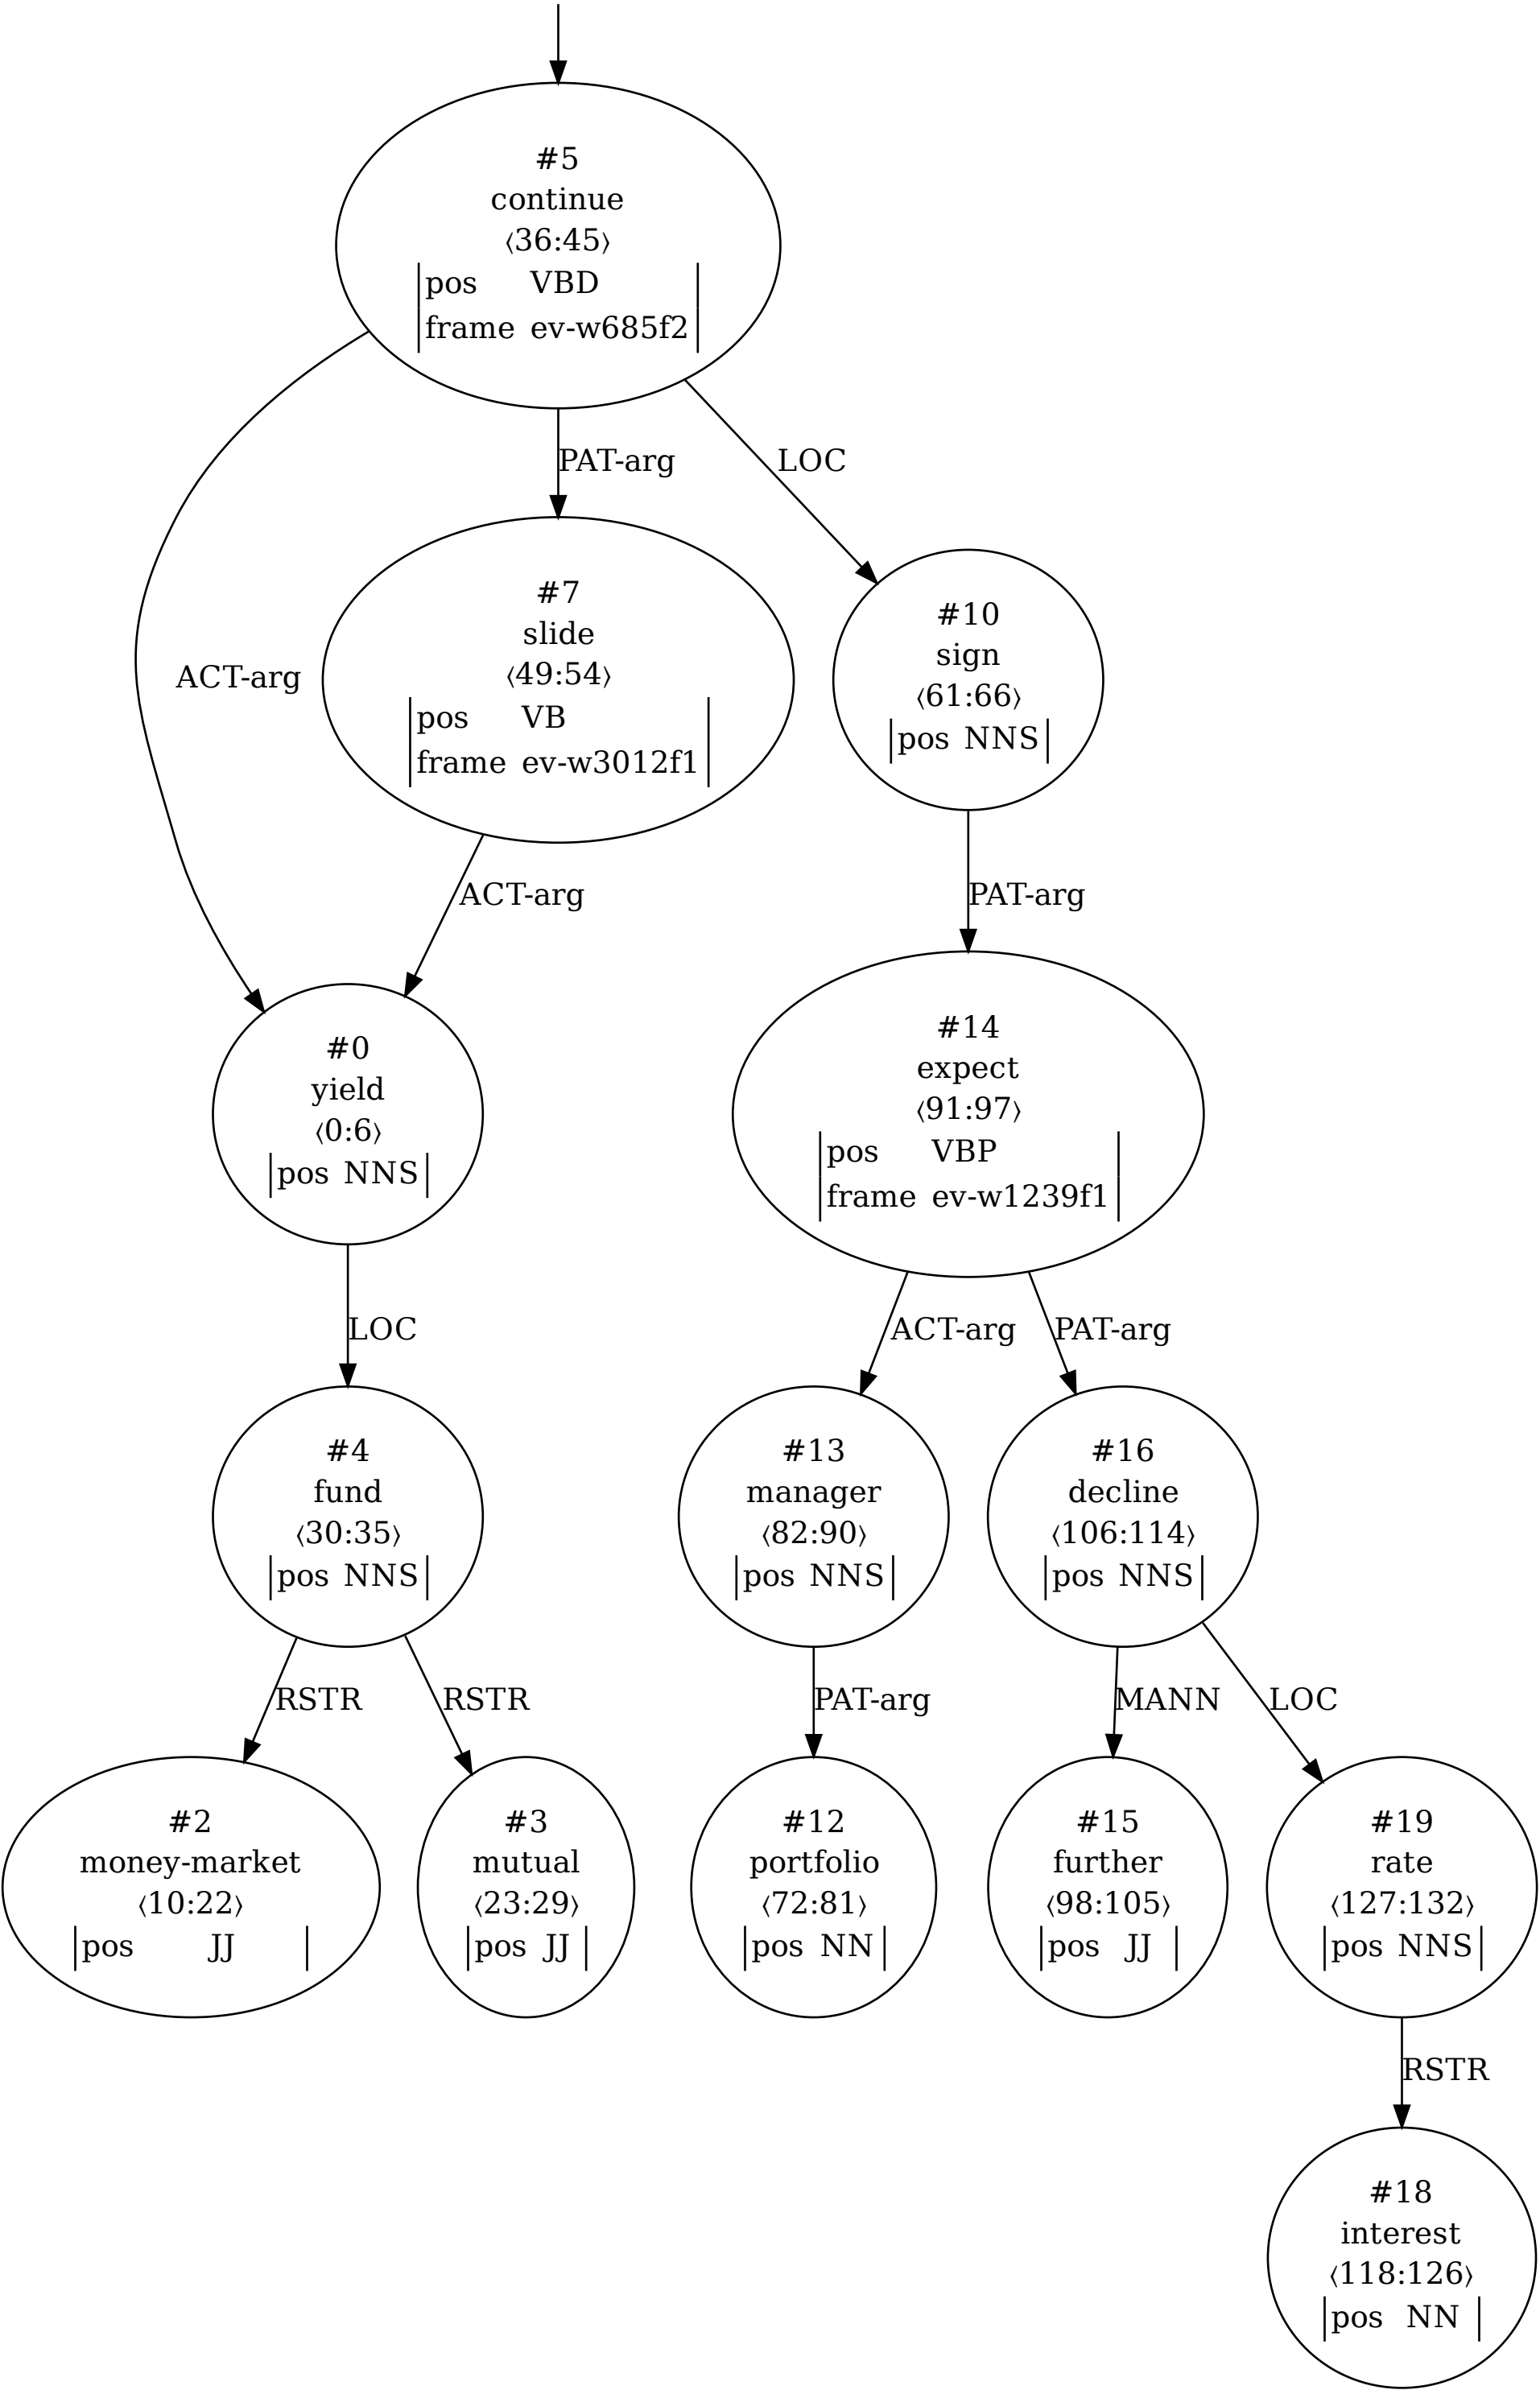 #5
continue
⟨36:45⟩
pos VBD
frame ev-w685f2
PAT-arg
LOC
ACT-arg
#7
slide
⟨49:54⟩
pos VB
frame ev-w3012f1
#10
sign
⟨61:66⟩
pos NNS
ACT-arg
PAT-arg
#0
yield
⟨0:6⟩
pos NNS
#14
expect
⟨91:97⟩
pos VBP
frame ev-w1239f1
LOC
ACT-arg
PAT-arg
#4
fund
⟨30:35⟩
pos NNS
#13
manager
⟨82:90⟩
pos NNS
#16
decline
⟨106:114⟩
pos NNS
RSTR
RSTR
PAT-arg
MANN
LOC
#2
money-market
⟨10:22⟩
pos JJ
#3
mutual
⟨23:29⟩
pos JJ
#12
portfolio
⟨72:81⟩
pos NN
#15
further
⟨98:105⟩
pos JJ
#19
rate
⟨127:132⟩
pos NNS
RSTR
#18
interest
⟨118:126⟩
pos NN